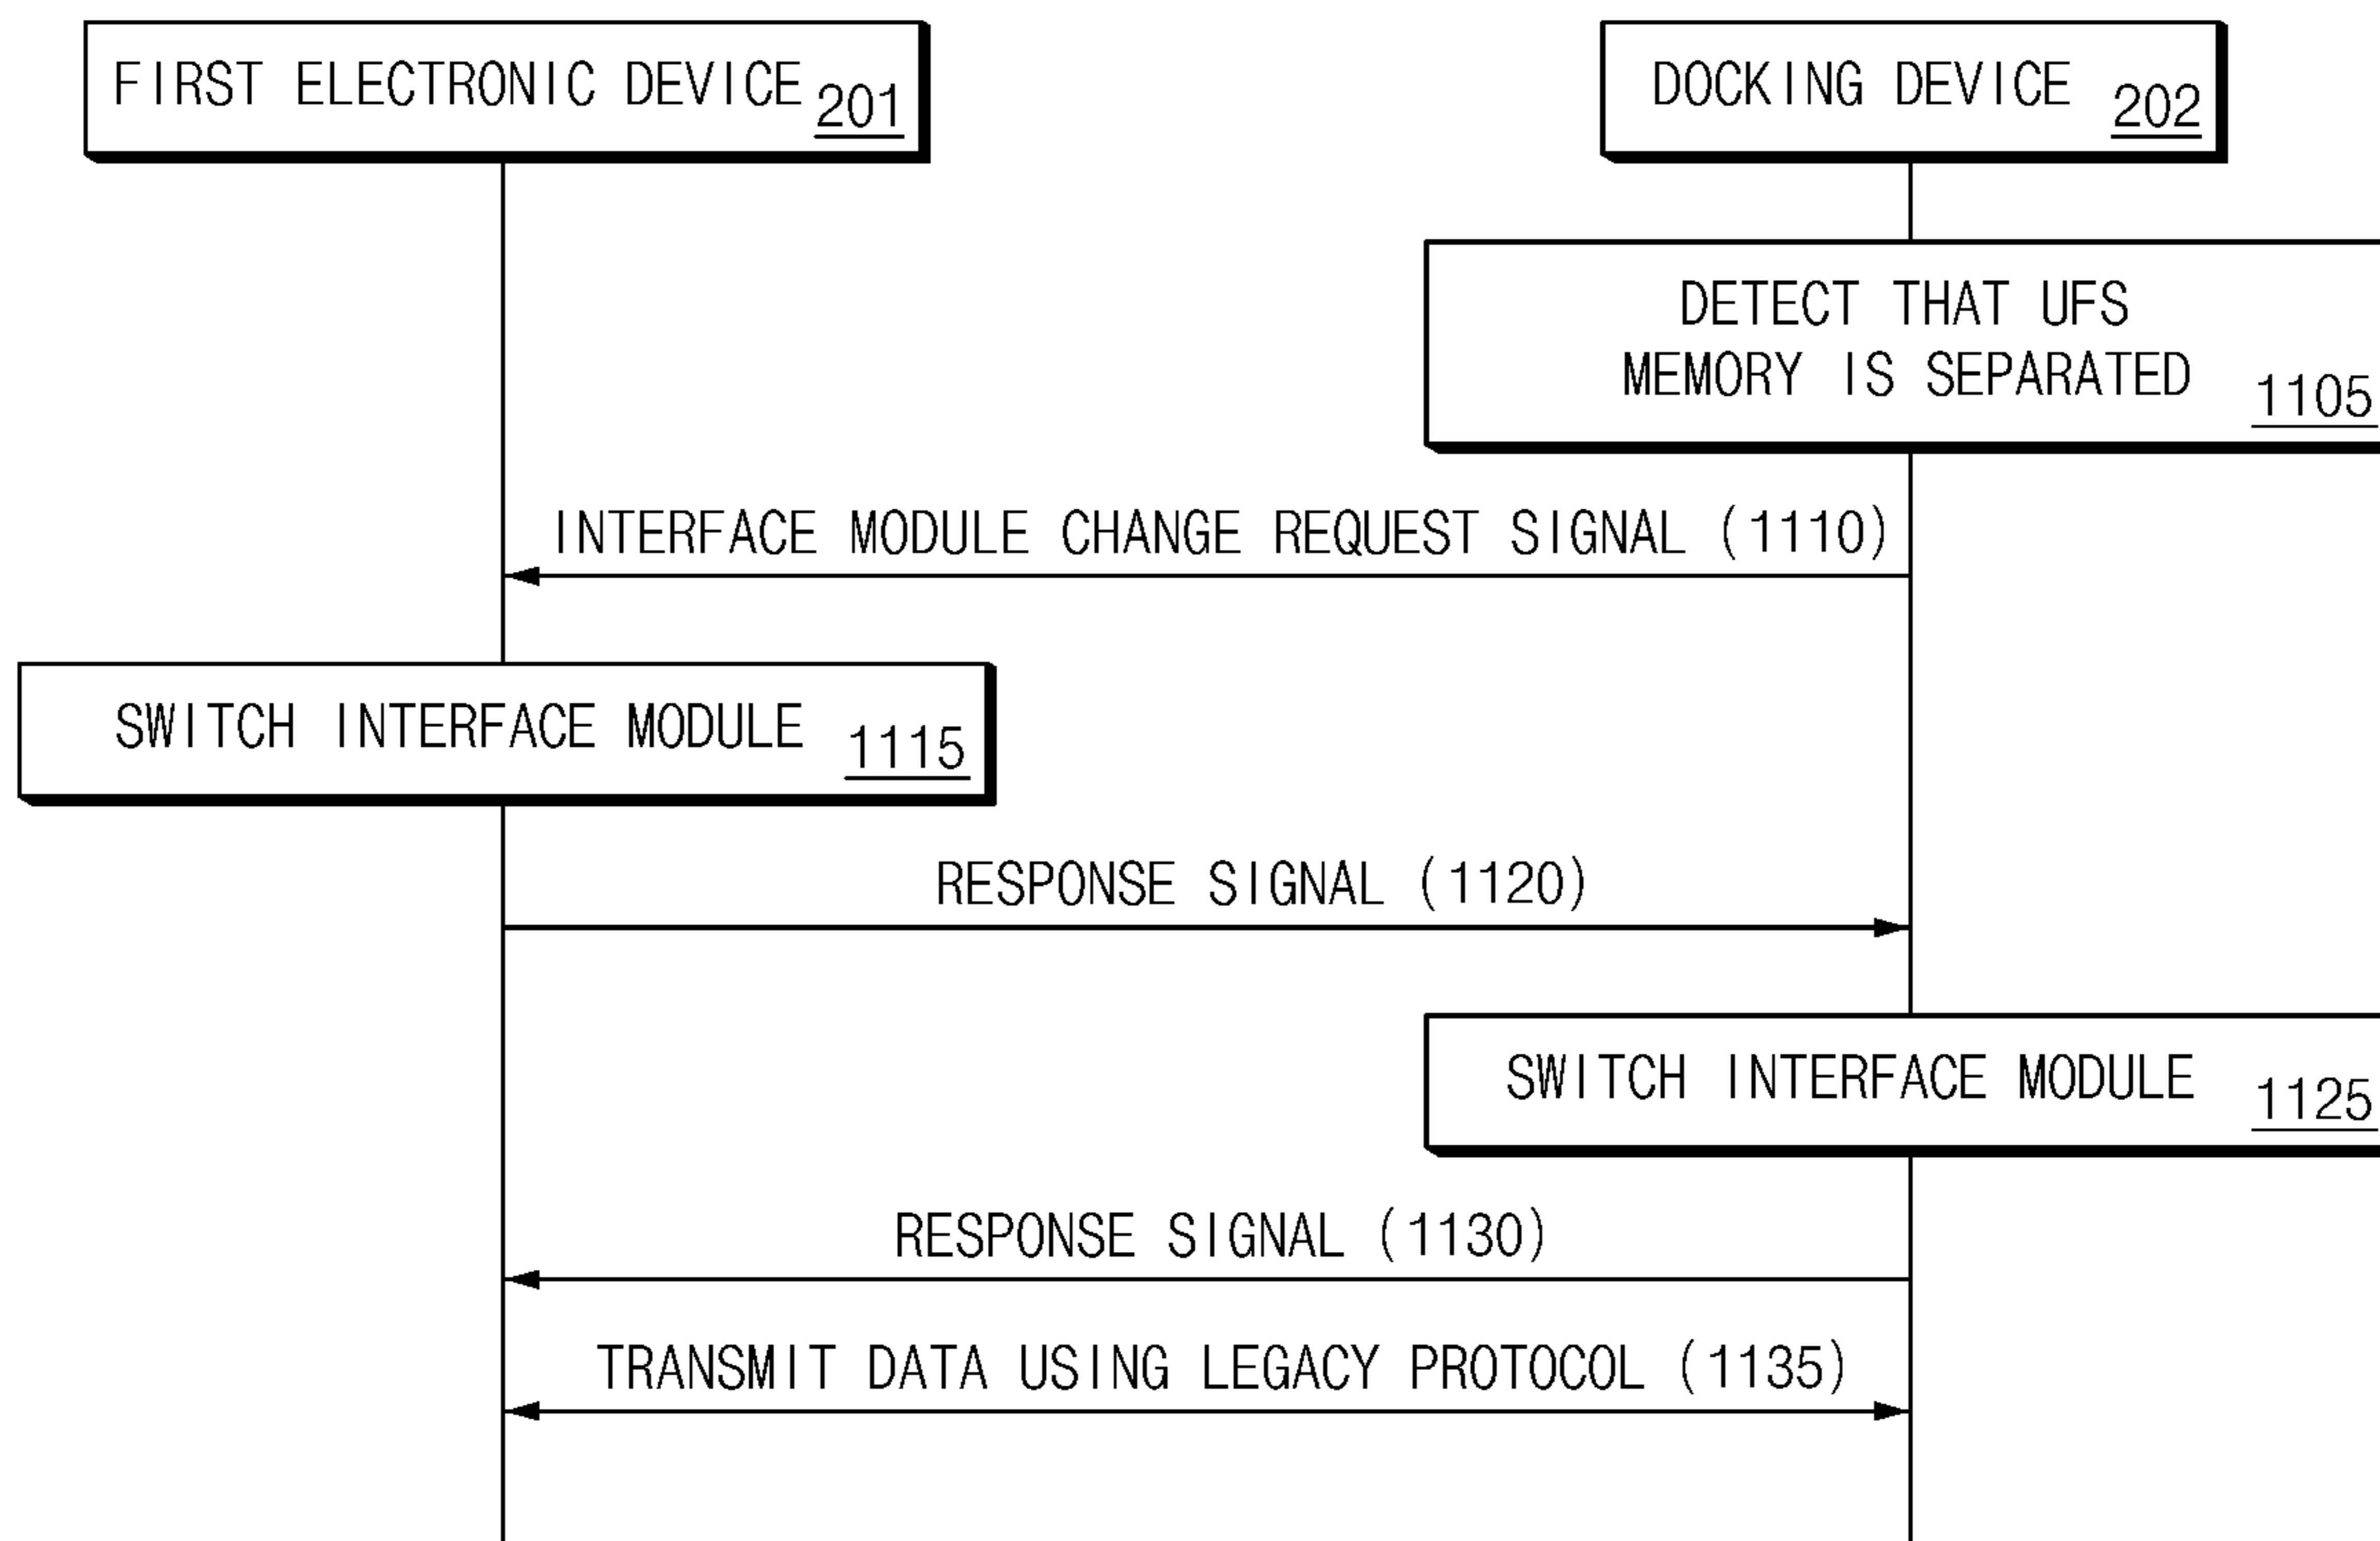 FIRST ELECTRONIC DEVICE 201
DOCKING DEVICE 202
DETECT THAT UFS
MEMORY IS SEPARATED 1105
INTERFACE MODULE CHANGE REQUEST SIGNAL (1110)
SWITCH INTERFACE MODULE 1115
RESPONSE SIGNAL (1120)
SWITCH INTERFACE MODULE 1125
RESPONSE SIGNAL (1130)
TRANSMIT DATA USING LEGACY PROTOCOL (1135)